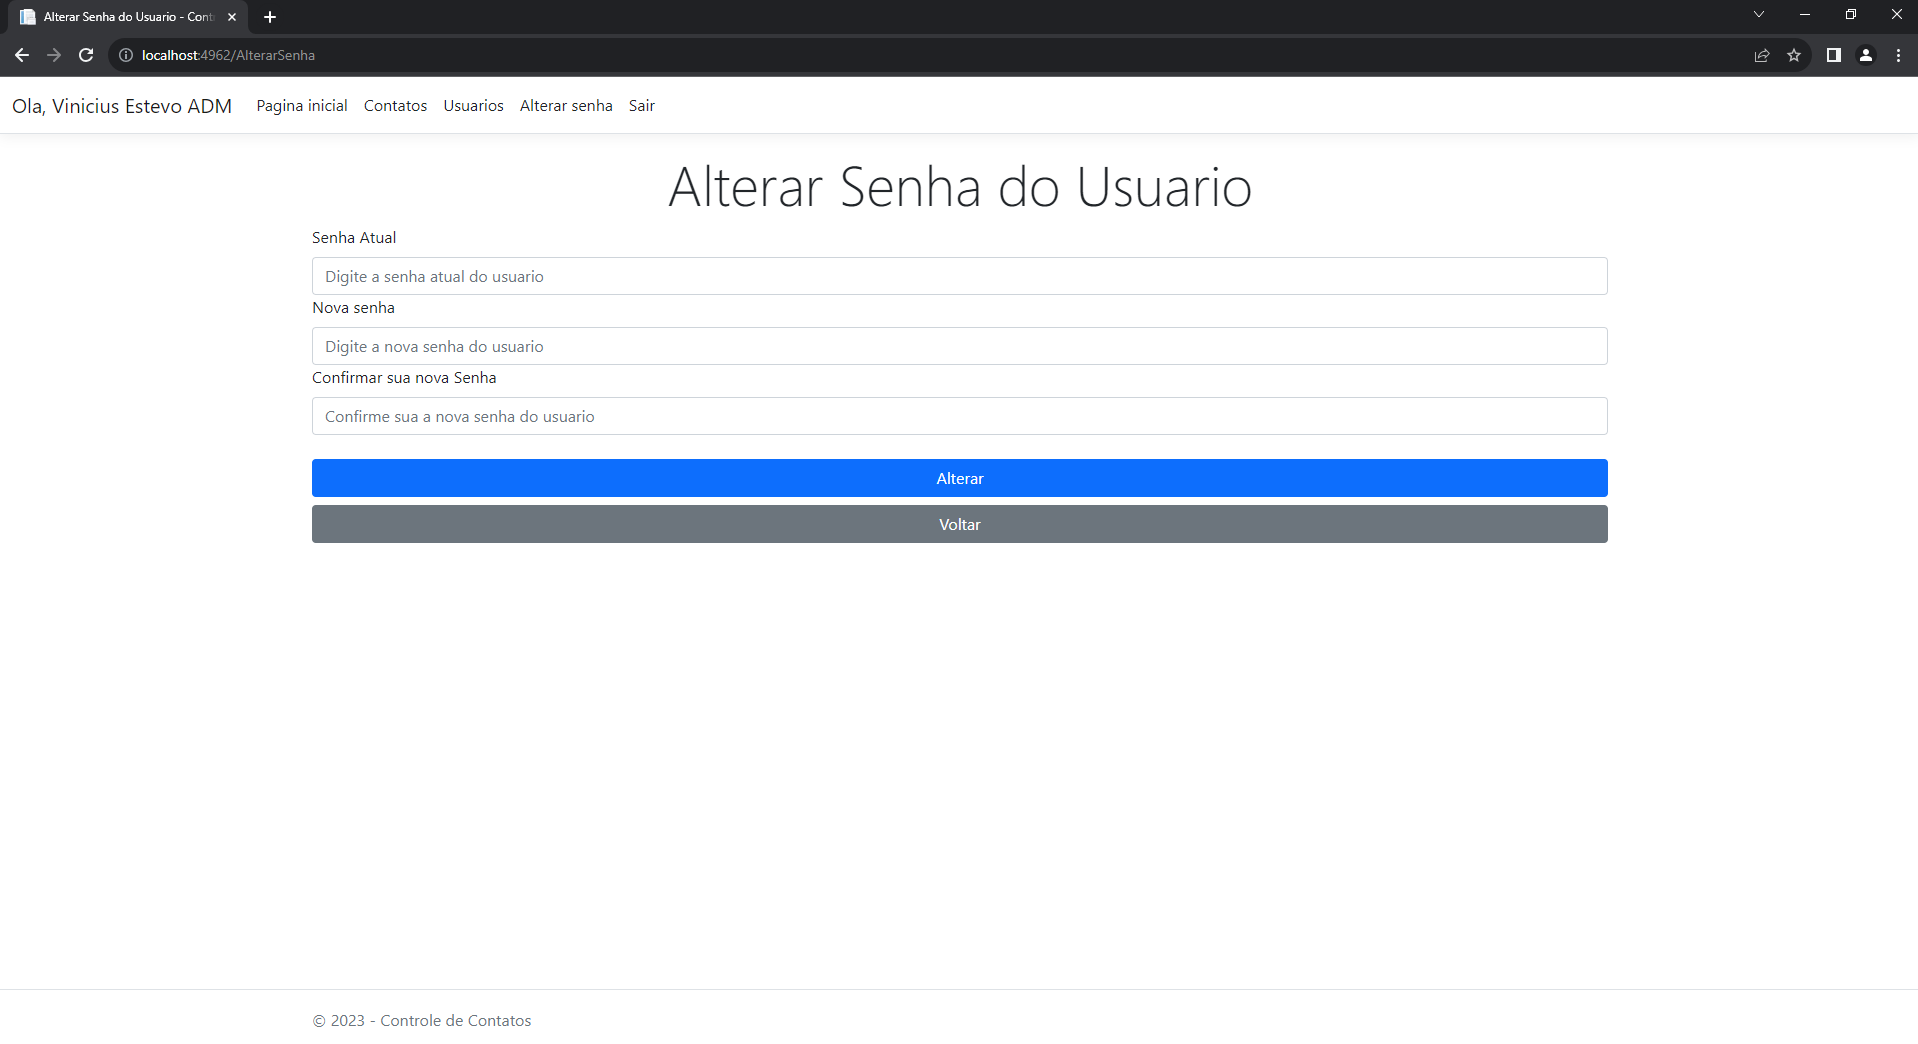 Alterar Senha do Usuario - Cont
localhost:4962/AlterarSenha
Ola, Vinicius Estevo ADM Pagina inicial Contatos Usuarios Alterar senha Sair
Alterar Senha do Usuario
Senha Atual
Digite a senha atual do usuario
Nova senha
Digite a nova senha do usuario
Confirmar sua nova Senha
Confirme sua a nova senha do usuario
Alterar
Voltar
© 2023 - Controle de Contatos